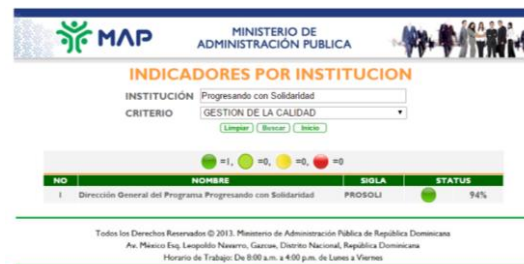 MAP
MINISTERIO DE
ADMINISTRACIÓN PUBLICA
INDICADORES POR INSTITUCION
INSTITUCIÓN Progresando con Solidaridad
CRITERIO GESTION DE LA CALIDAD
Limpiar Buscar Inicio
=1, =0, =0, =0
NO NOMBRE SIGLA STATUS
1 Dirección General del Programa Progresando con Solidaridad PROSOLI 94%
Todos los Derechos Reservados © 2013. Ministerio de Administración Pública de República Dominicana
Av. México Esq. Leopoldo Navarro, Gazcue, Distrito Nacional, República Dominicana
Horario de Trabajo: De 8:00 a.m. a 4:00 p.m. de Lunes a Viernes